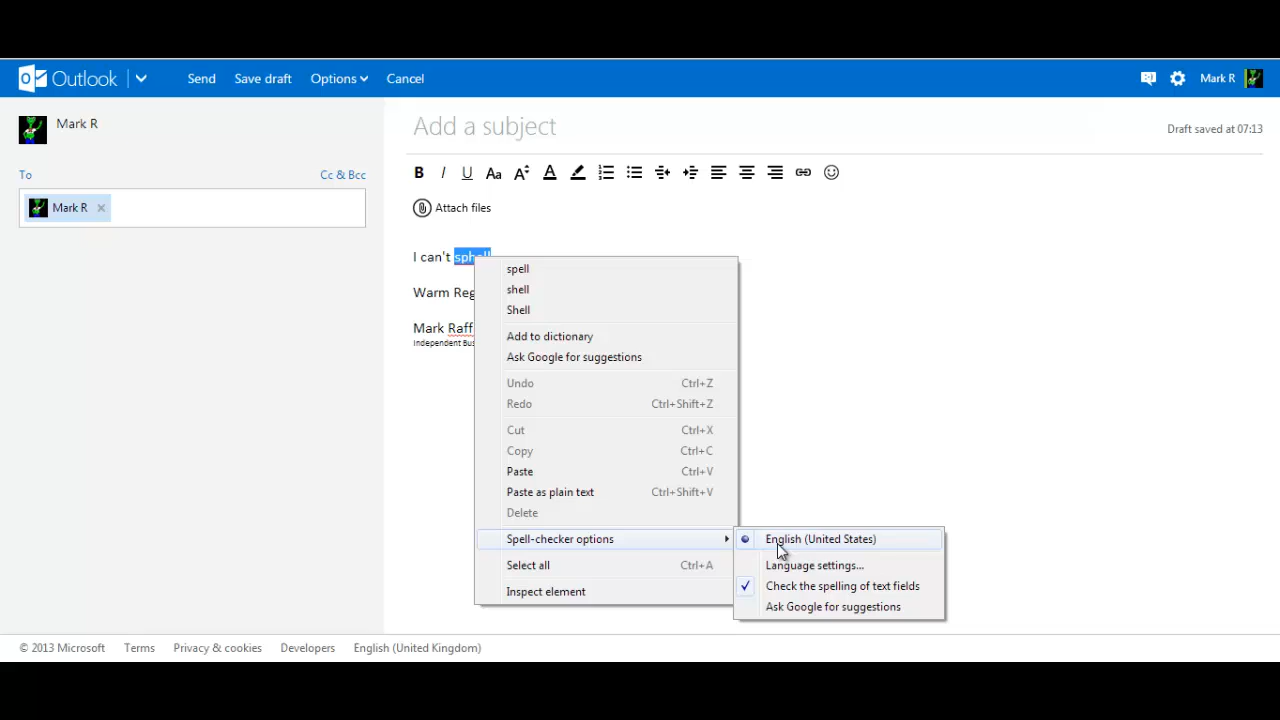 Outlook Send Save draft Options Cancel Mark R
Mark R
To Cc & Bcc
Mark R
Add a subject
Draft saved at 07:13
B I U Aa A A
Attach files
I can't sphell
Warm Reg
Mark Raff
Independent Bus
spell
shell
Shell
Add to dictionary
Ask Google for suggestions
Undo Ctrl+Z
Redo Ctrl+Shift+Z
Cut Ctrl+X
Copy Ctrl+C
Paste Ctrl+V
Paste as plain text Ctrl+Shift+V
Delete
Spell-checker options
Select all Ctrl+A
Inspect element
English (United States)
Language settings...
Check the spelling of text fields
Ask Google for suggestions
© 2013 Microsoft Terms Privacy & cookies Developers English (United Kingdom)